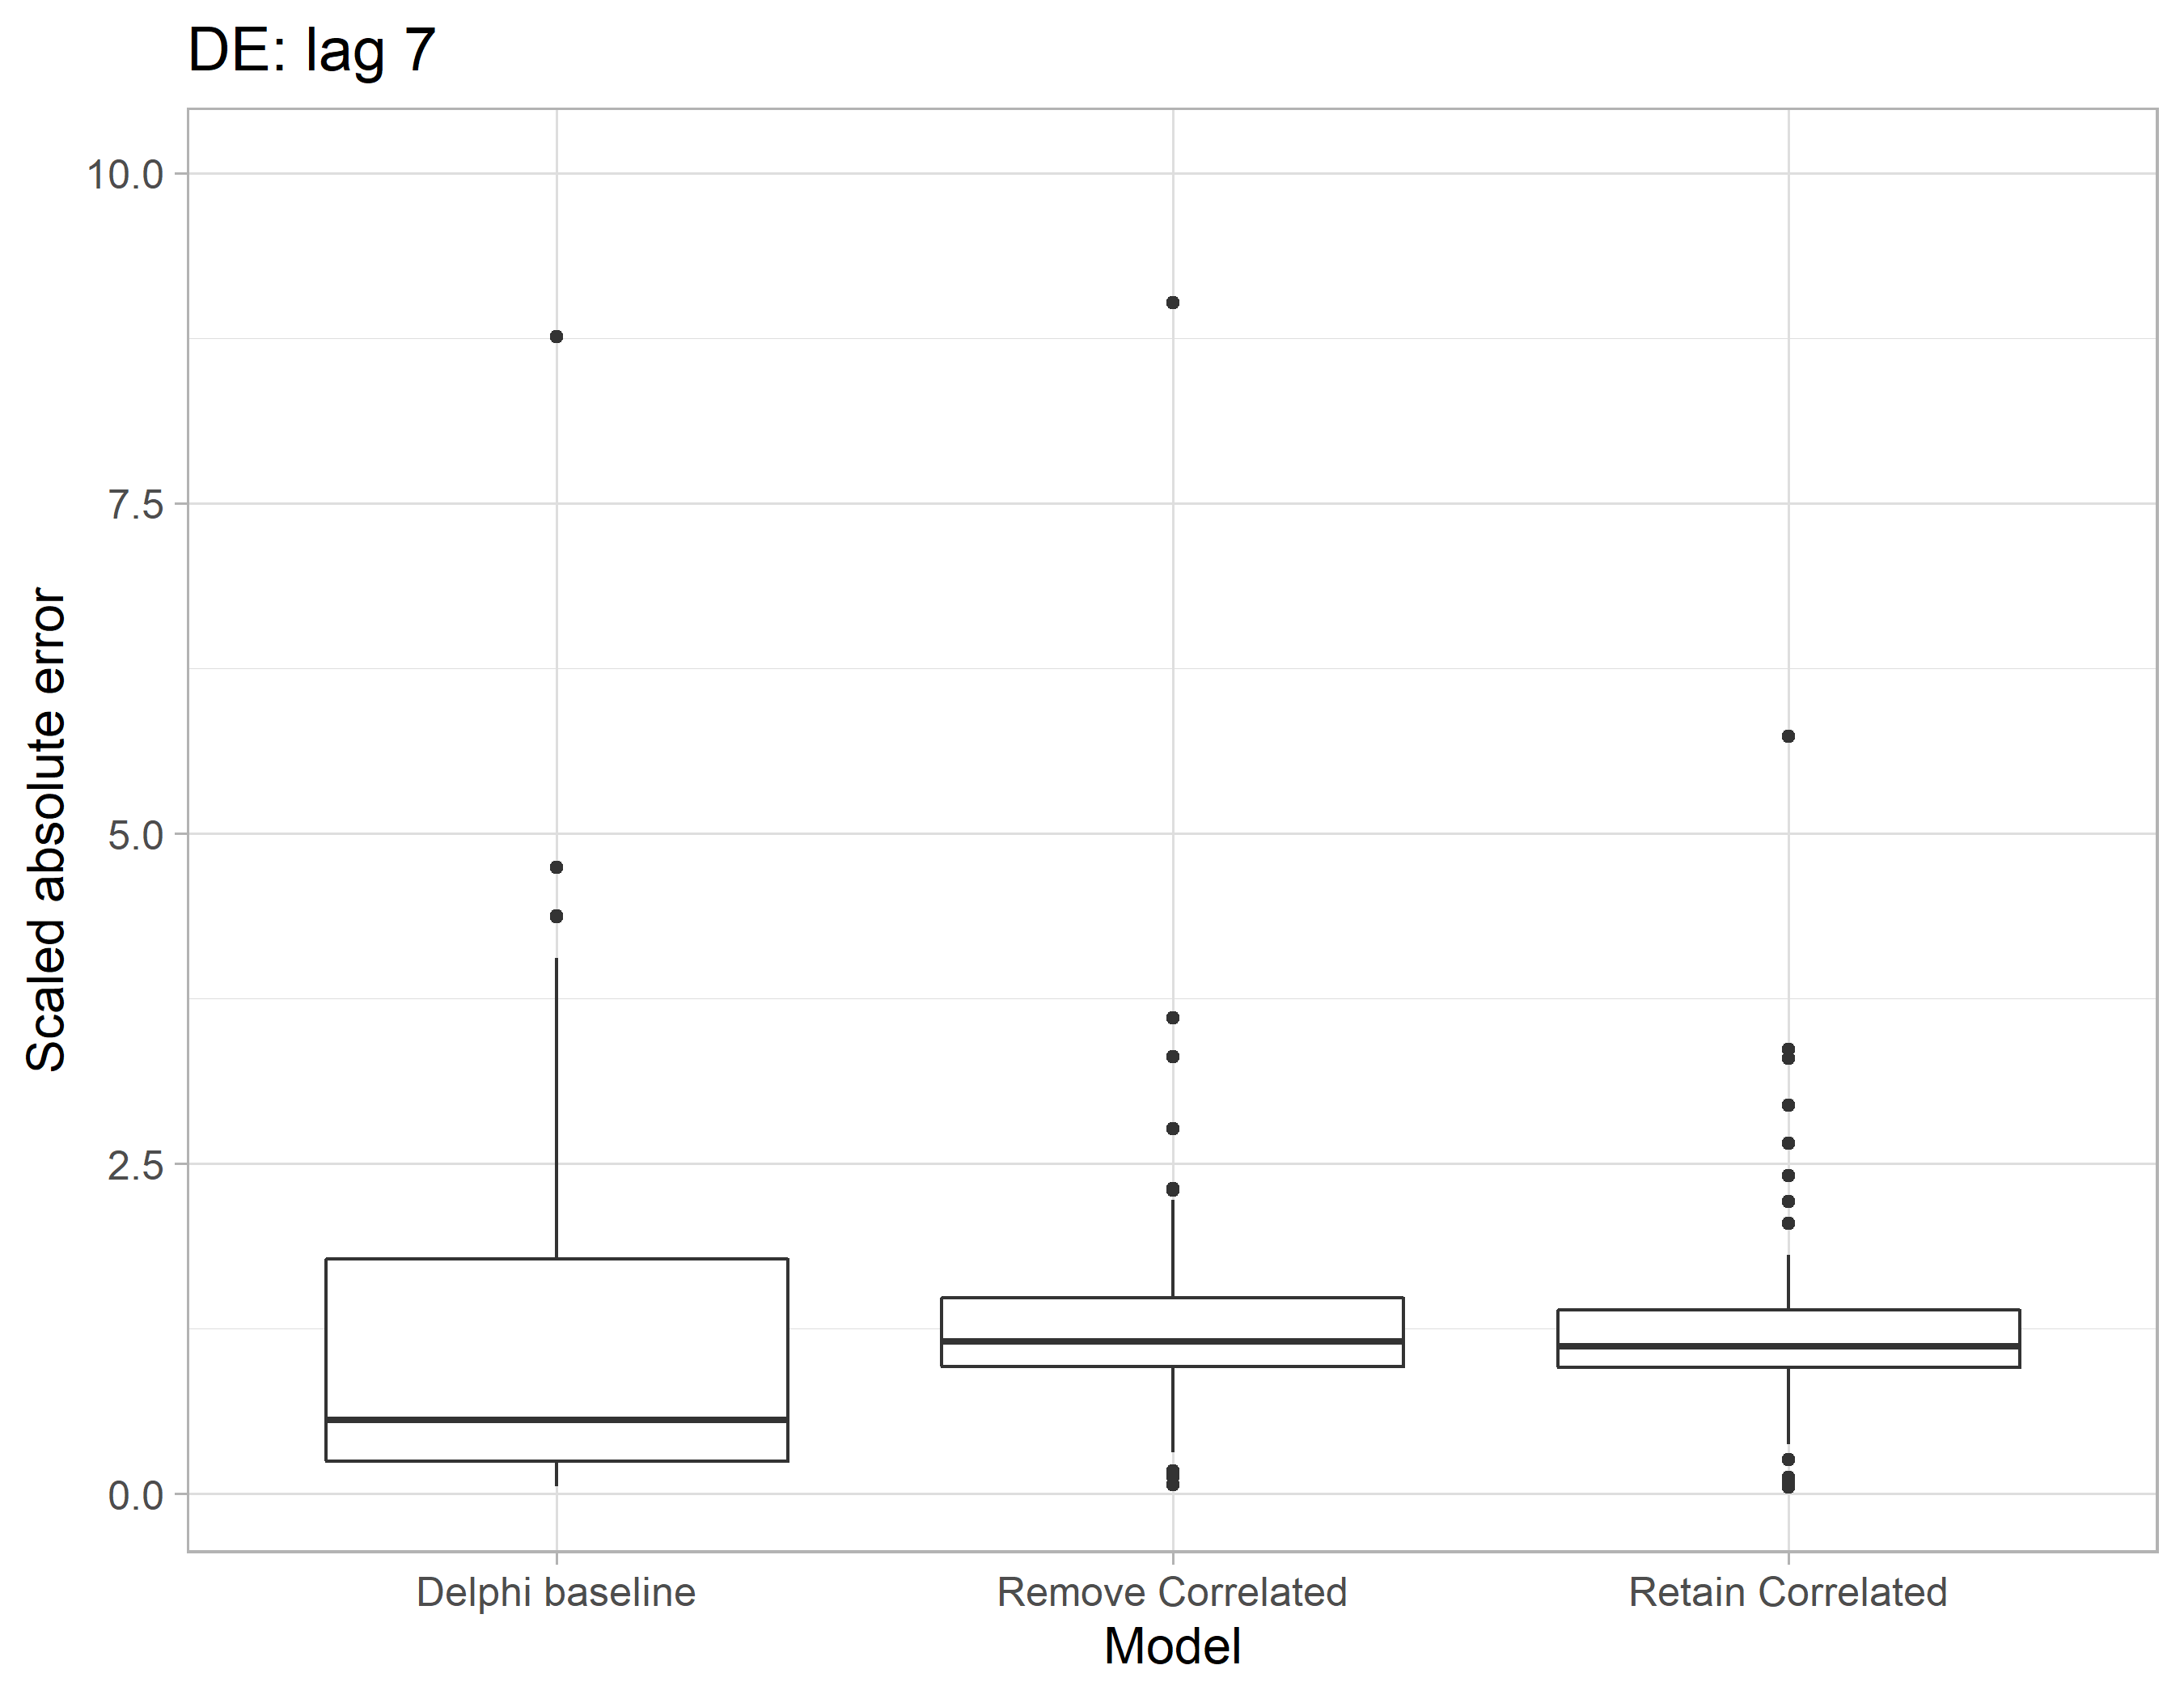 DE: lag 7
10.0
7.5
5.0
2.5
0.0
Scaled absolute error
Delphi baseline
Remove Correlated
Retain Correlated
Model